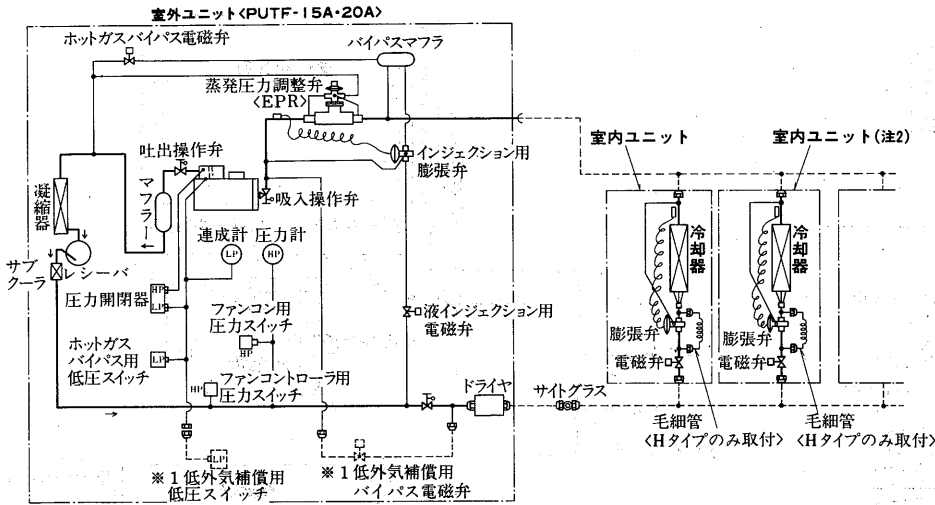 室外ユニット<PUTF-15A・20A>
ホットガスバイパス電磁弁
バイパスマフラ
蒸発圧力調整弁
<EPR>
吐出操作弁
インジェクション用
膨張弁
室内ユニット
室内ユニット(注2)
凝縮器
マフラー
吸入操作弁
連成計
圧力計
LP
HP
冷却器
冷却器
サブクーラ
レシーバ
圧力開閉器
HP
LP
ファンコン用
圧力スイッチ
HP
液インジェクション用
電磁弁
膨張弁
電磁弁
膨張弁
電磁弁
ホットガス
バイパス用
低圧スイッチ
LP
HP
ファンコントローラ用
圧力スイッチ
ドライヤ
サイトグラス
毛細管
<Hタイプのみ取付>
毛細管
<Hタイプのみ取付>
LP
※1低外気補償用
低圧スイッチ
※1低外気補償用
バイパス電磁弁